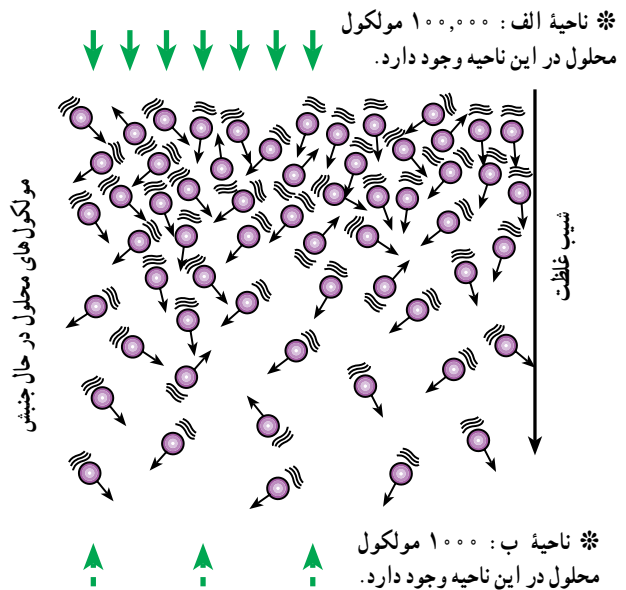 ❊ ناحیهٔ الف: ۱۰۰,۰۰۰ مولکول
محلول در این ناحیه وجود دارد.
شیب غلظت
مولکول‌های محلول در حال جنبش
❊ ناحیهٔ ب: ۱۰۰۰ مولکول
محلول در این ناحیه وجود دارد.